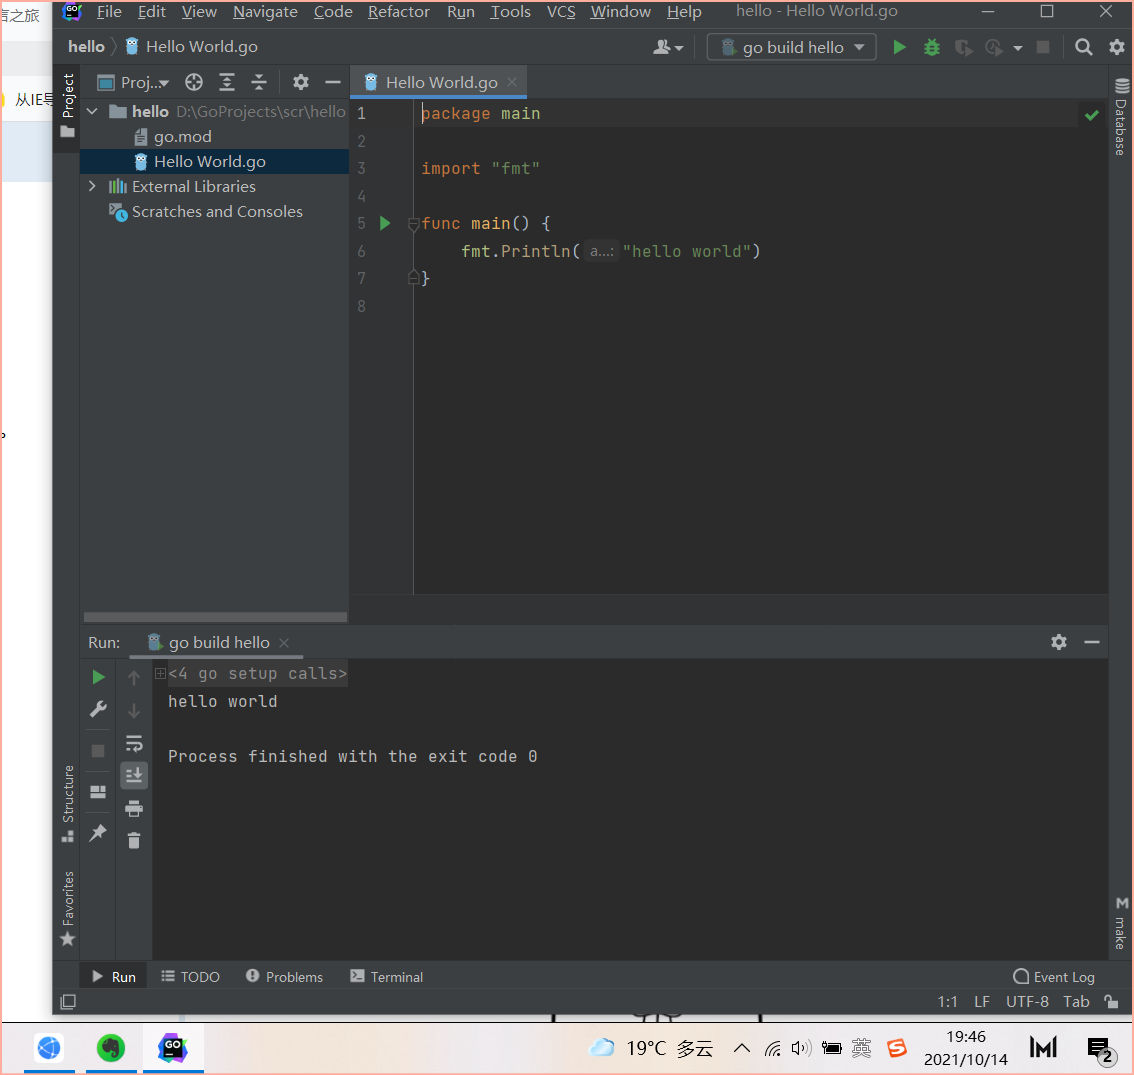 言之旅
File Edit View Navigate Code Refactor Run Tools VCS Window Help hello - Hello World.go
hello Hello World.go go build hello
从IE导
Project
Proj... Hello World.go
hello D:\GoProjects\scr\hello
go.mod
Hello World.go
External Libraries
Scratches and Consoles
1 package main
2
3 import "fmt"
4
5 func main() {
6 fmt.Println( a...: "hello world")
7 }
8
Database
Run: go build hello
<4 go setup calls>
hello world
Process finished with the exit code 0
Structure
Favorites
make
Run TODO Problems Terminal Event Log
1:1 LF UTF-8 Tab
GO 19°C 多云 英 19:46
2021/10/14
2